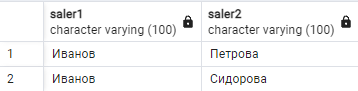 saler1 saler2
character varying (100) character varying (100)
1 Иванов Петрова
2 Иванов Сидорова